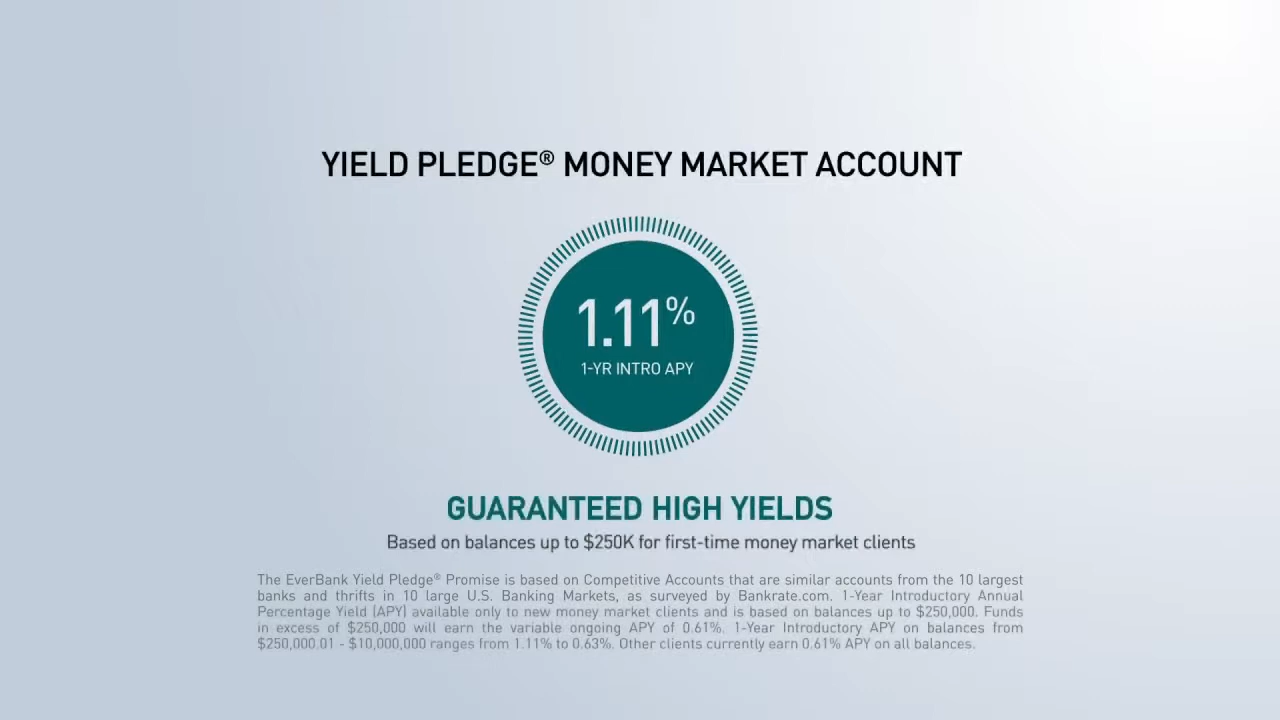 YIELD PLEDGE® MONEY MARKET ACCOUNT
1.11%
1-YR INTRO APY
GUARANTEED HIGH YIELDS
Based on balances up to $250K for first-time money market clients
The EverBank Yield Pledge® Promise is based on Competitive Accounts that are similar accounts from the 10 largest
banks and thrifts in 10 large U.S. Banking Markets, as surveyed by Bankrate.com. 1-Year Introductory Annual
Percentage Yield (APY) available only to new money market clients and is based on balances up to $250,000. Funds
in excess of $250,000 will earn the variable ongoing APY of 0.61%. 1-Year Introductory APY on balances from
$250,000.01 - $10,000,000 ranges from 1.11% to 0.63%. Other clients currently earn 0.61% APY on all balances.